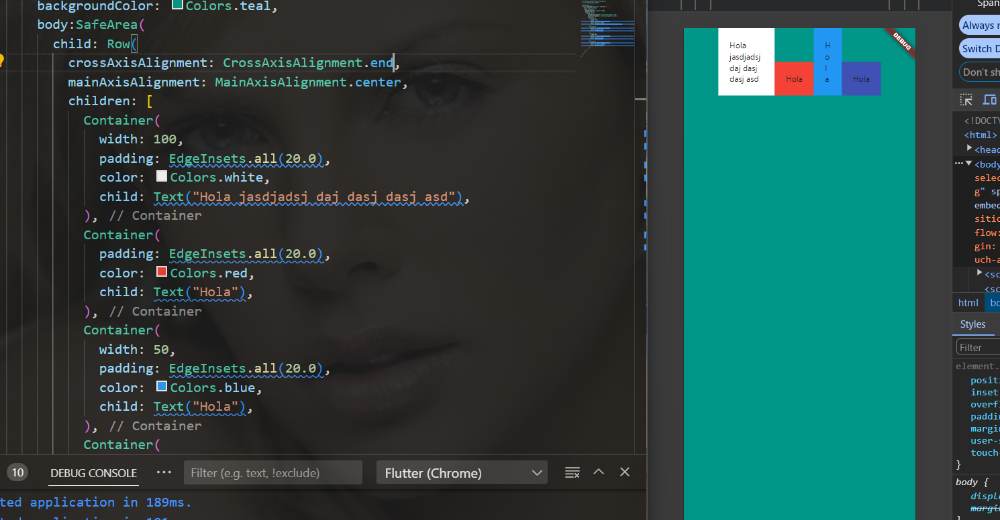 backgroundColor: Colors.teal,
body:SafeArea(
child: Row(
crossAxisAlignment: CrossAxisAlignment.end,
mainAxisAlignment: MainAxisAlignment.center,
children: [
Container(
width: 100,
padding: EdgeInsets.all(20.0),
color: Colors.white,
child: Text("Hola jasdjadsj daj dasj dasj asd"),
), // Container
Container(
padding: EdgeInsets.all(20.0),
color: Colors.red,
child: Text("Hola"),
), // Container
Container(
width: 50,
padding: EdgeInsets.all(20.0),
color: Colors.blue,
child: Text("Hola"),
), // Container
Container(
10 DEBUG CONSOLE ··· Filter (e.g. text, !exclude) Flutter (Chrome)
ted application in 189ms.
Hola
jasdjadsj
daj dasj
dasj asd
Hola
H
o
l
a
Hola
DEBUG
Span
Always
Switch D
Don't sh
<!DOCTY
<html>
<head
<body
selec
g" sp
embed
sitio
flow:
gin:
uch-a
<sc
<sc
html bo
Styles
Filter
element.
positi
inset
overfl
paddin
margin
user-s
touch-
}
body {
displ
margin